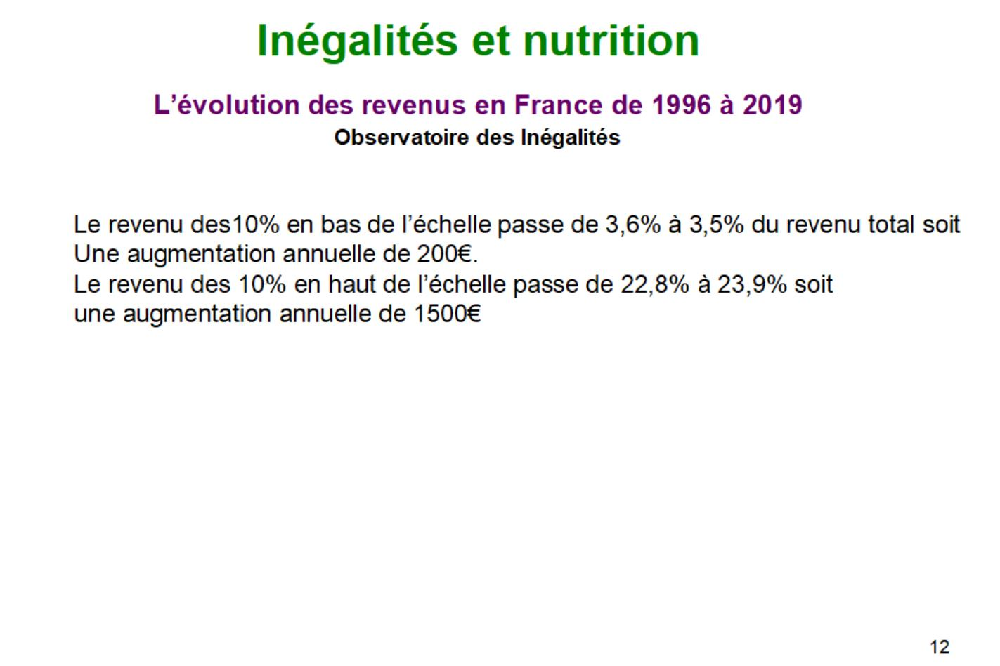 Inégalités et nutrition
L’évolution des revenus en France de 1996 à 2019
Observatoire des Inégalités
Le revenu des10% en bas de l’échelle passe de 3,6% à 3,5% du revenu total soit
Une augmentation annuelle de 200€.
Le revenu des 10% en haut de l’échelle passe de 22,8% à 23,9% soit
une augmentation annuelle de 1500€
12